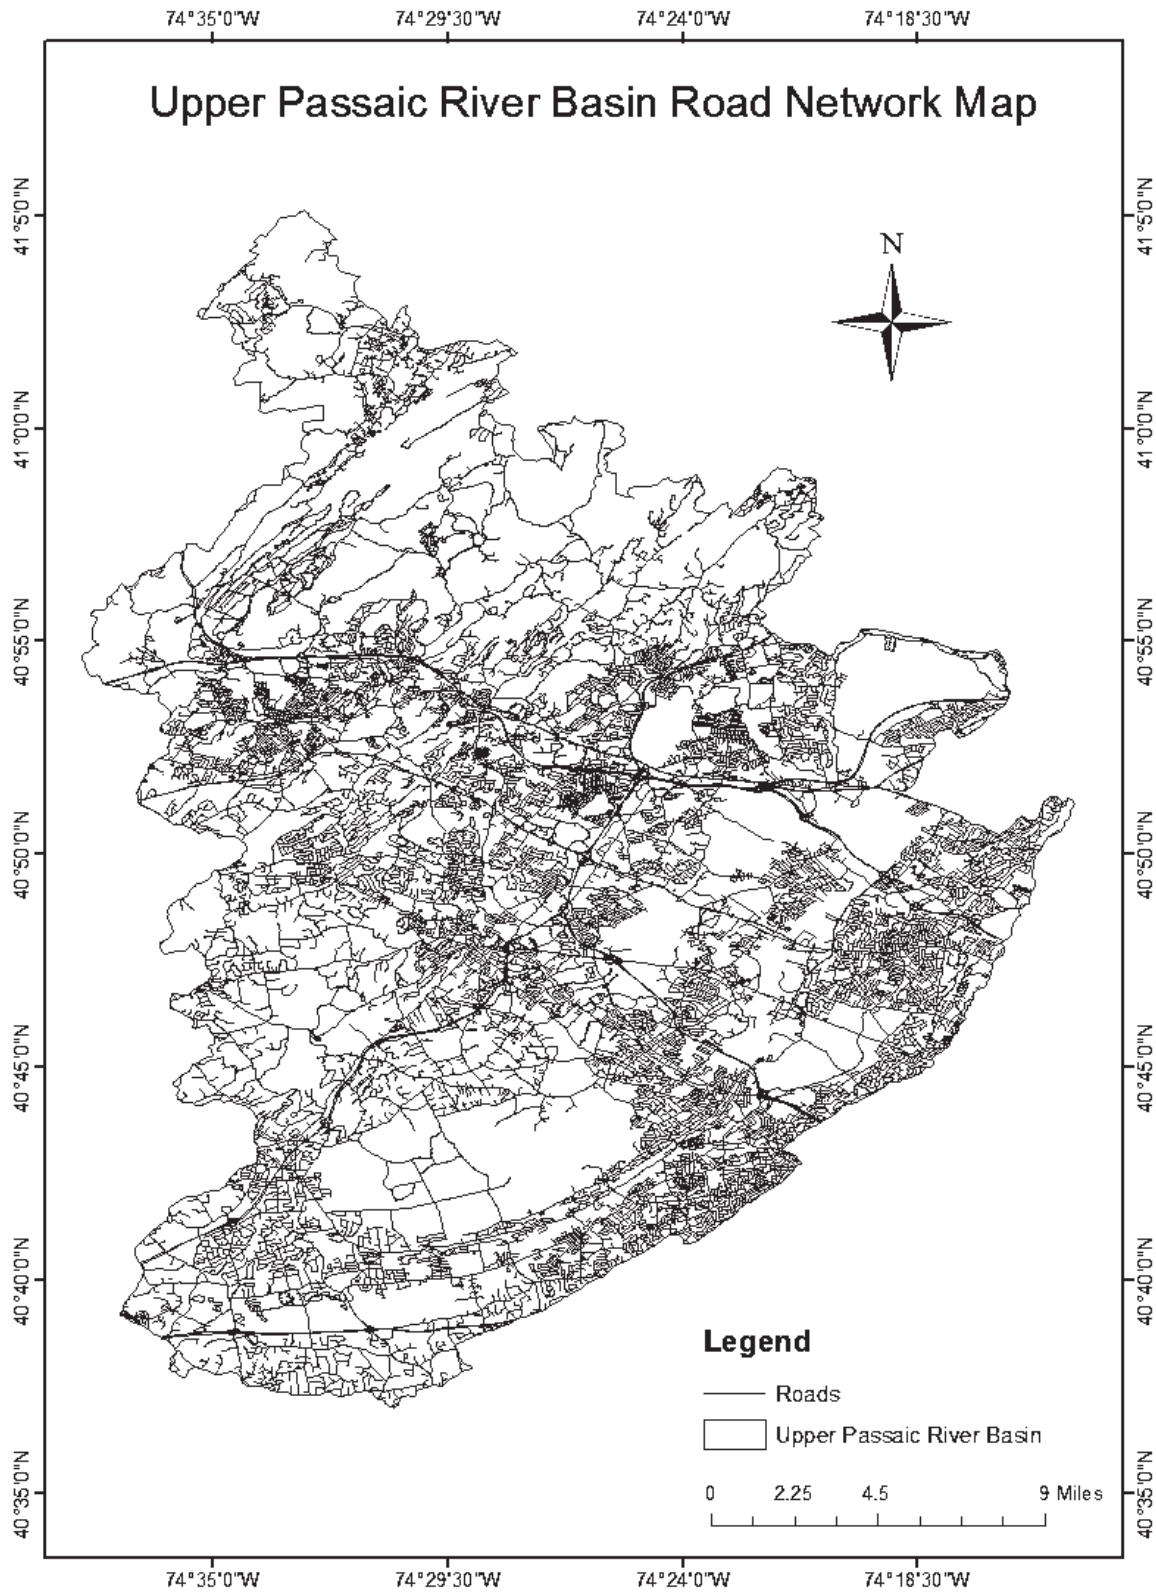 74°35'0"W 74°29'30"W 74°24'0"W 74°18'30"W
Upper Passaic River Basin Road Network Map
41°5'0"N 41°5'0"N
N
41°0'0"N 41°0'0"N
40°55'0"N 40°55'0"N
40°50'0"N 40°50'0"N
40°45'0"N 40°45'0"N
40°40'0"N 40°40'0"N
Legend
Roads
Upper Passaic River Basin
0 2.25 4.5 9 Miles
40°35'0"N 40°35'0"N
74°35'0"W 74°29'30"W 74°24'0"W 74°18'30"W